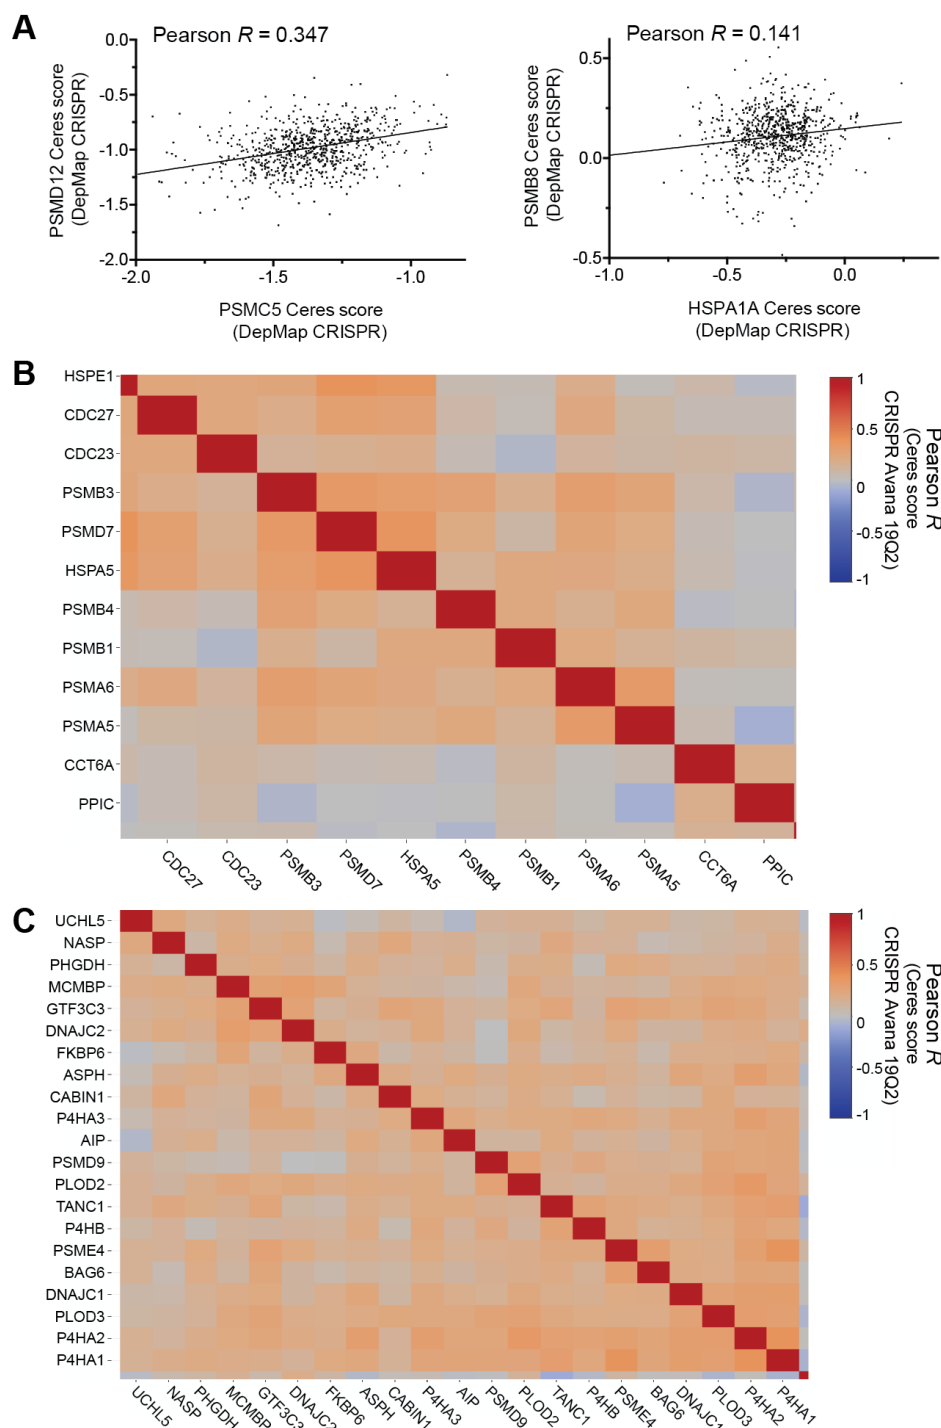 A
Pearson R = 0.347
0.0
-0.5
-1.0
-1.5
-2.0
-2.0
-1.5
-1.0
PSMD12 Ceres score
(DepMap CRISPR)
PSMC5 Ceres score
(DepMap CRISPR)
Pearson R = 0.141
0.5
0.0
-0.5
-1.0
-0.5
0.0
PSMB8 Ceres score
(DepMap CRISPR)
HSPA1A Ceres score
(DepMap CRISPR)
B
HSPE1
CDC27
CDC23
PSMB3
PSMD7
HSPA5
PSMB4
PSMB1
PSMA6
PSMA5
CCT6A
PPIC
CDC27
CDC23
PSMB3
PSMD7
HSPA5
PSMB4
PSMB1
PSMA6
PSMA5
CCT6A
PPIC
1
0.5
0
-0.5
-1
Pearson R
(Ceres score
CRISPR Avana 19Q2)
C
UCHL5
NASP
PHGDH
MCMBP
GTF3C3
DNAJC2
FKBP6
ASPH
CABIN1
P4HA3
AIP
PSMD9
PLOD2
TANC1
P4HB
PSME4
BAG6
DNAJC1
PLOD3
P4HA2
P4HA1
UCHL5
NASP
PHGDH
MCMBP
GTF3C3
DNAJC2
FKBP6
ASPH
CABIN1
P4HA3
AIP
PSMD9
PLOD2
TANC1
P4HB
PSME4
BAG6
DNAJC1
PLOD3
P4HA2
P4HA1
1
0.5
0
-0.5
-1
Pearson R
(Ceres score
CRISPR Avana 19Q2)